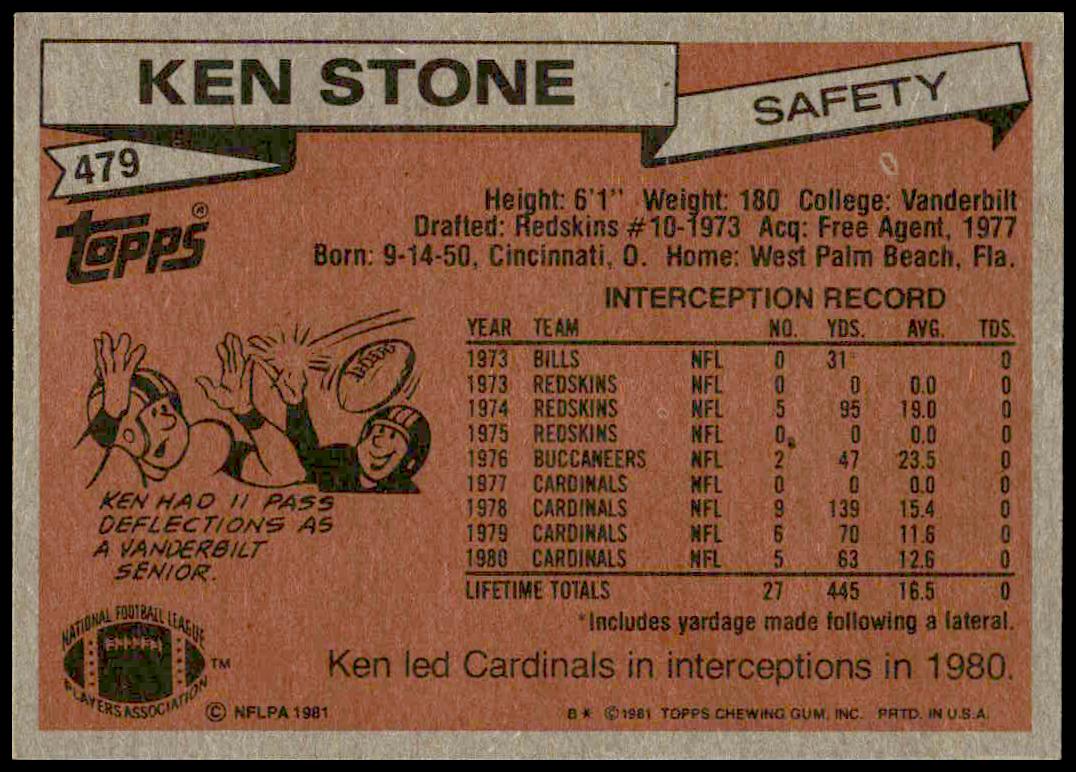 KEN STONE
SAFETY
479
TOPPS®
Height: 6'1" Weight: 180 College: Vanderbilt
Drafted: Redskins #10-1973 Acq: Free Agent, 1977
Born: 9-14-50, Cincinnati, O. Home: West Palm Beach, Fla.
INTERCEPTION RECORD
YEAR TEAM NO. YDS. AVG. TDS.
1973 BILLS NFL 0 31* 0
1973 REDSKINS NFL 0 0 0.0 0
1974 REDSKINS NFL 5 95 19.0 0
1975 REDSKINS NFL 0 0 0.0 0
1976 BUCCANEERS NFL 2 47 23.5 0
1977 CARDINALS NFL 0 0 0.0 0
1978 CARDINALS NFL 9 139 15.4 0
1979 CARDINALS NFL 6 70 11.6 0
1980 CARDINALS NFL 5 63 12.6 0
LIFETIME TOTALS 27 445 16.5 0
*Includes yardage made following a lateral.
KEN HAD 11 PASS
DEFLECTIONS AS
A VANDERBILT
SENIOR.
Ken led Cardinals in interceptions in 1980.
NATIONAL FOOTBALL LEAGUE
PLAYERS ASSOCIATION
TM
© NFLPA 1981
B* ©1981 TOPPS CHEWING GUM, INC. PRTD. IN U.S.A.